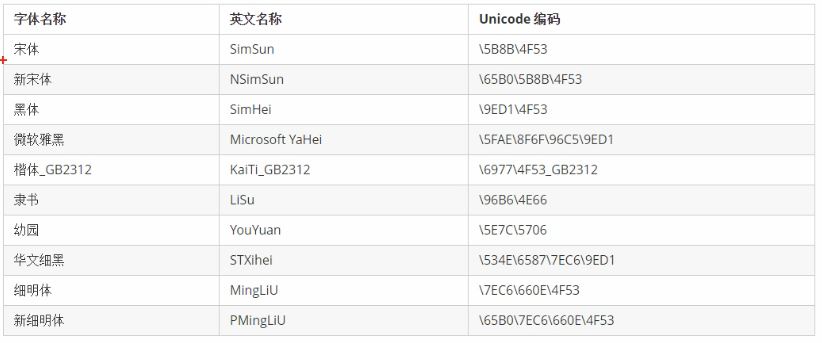 字体名称 英文名称 Unicode 编码
宋体 SimSun \5B8B\4F53
新宋体 NSimSun \65B0\5B8B\4F53
黑体 SimHei \9ED1\4F53
微软雅黑 Microsoft YaHei \5FAE\8F6F\96C5\9ED1
楷体_GB2312 KaiTi_GB2312 \6977\4F53_GB2312
隶书 LiSu \96B6\4E66
幼园 YouYuan \5E7C\5706
华文细黑 STXihei \534E\6587\7EC6\9ED1
细明体 MingLiU \7EC6\660E\4F53
新细明体 PMingLiU \65B0\7EC6\660E\4F53